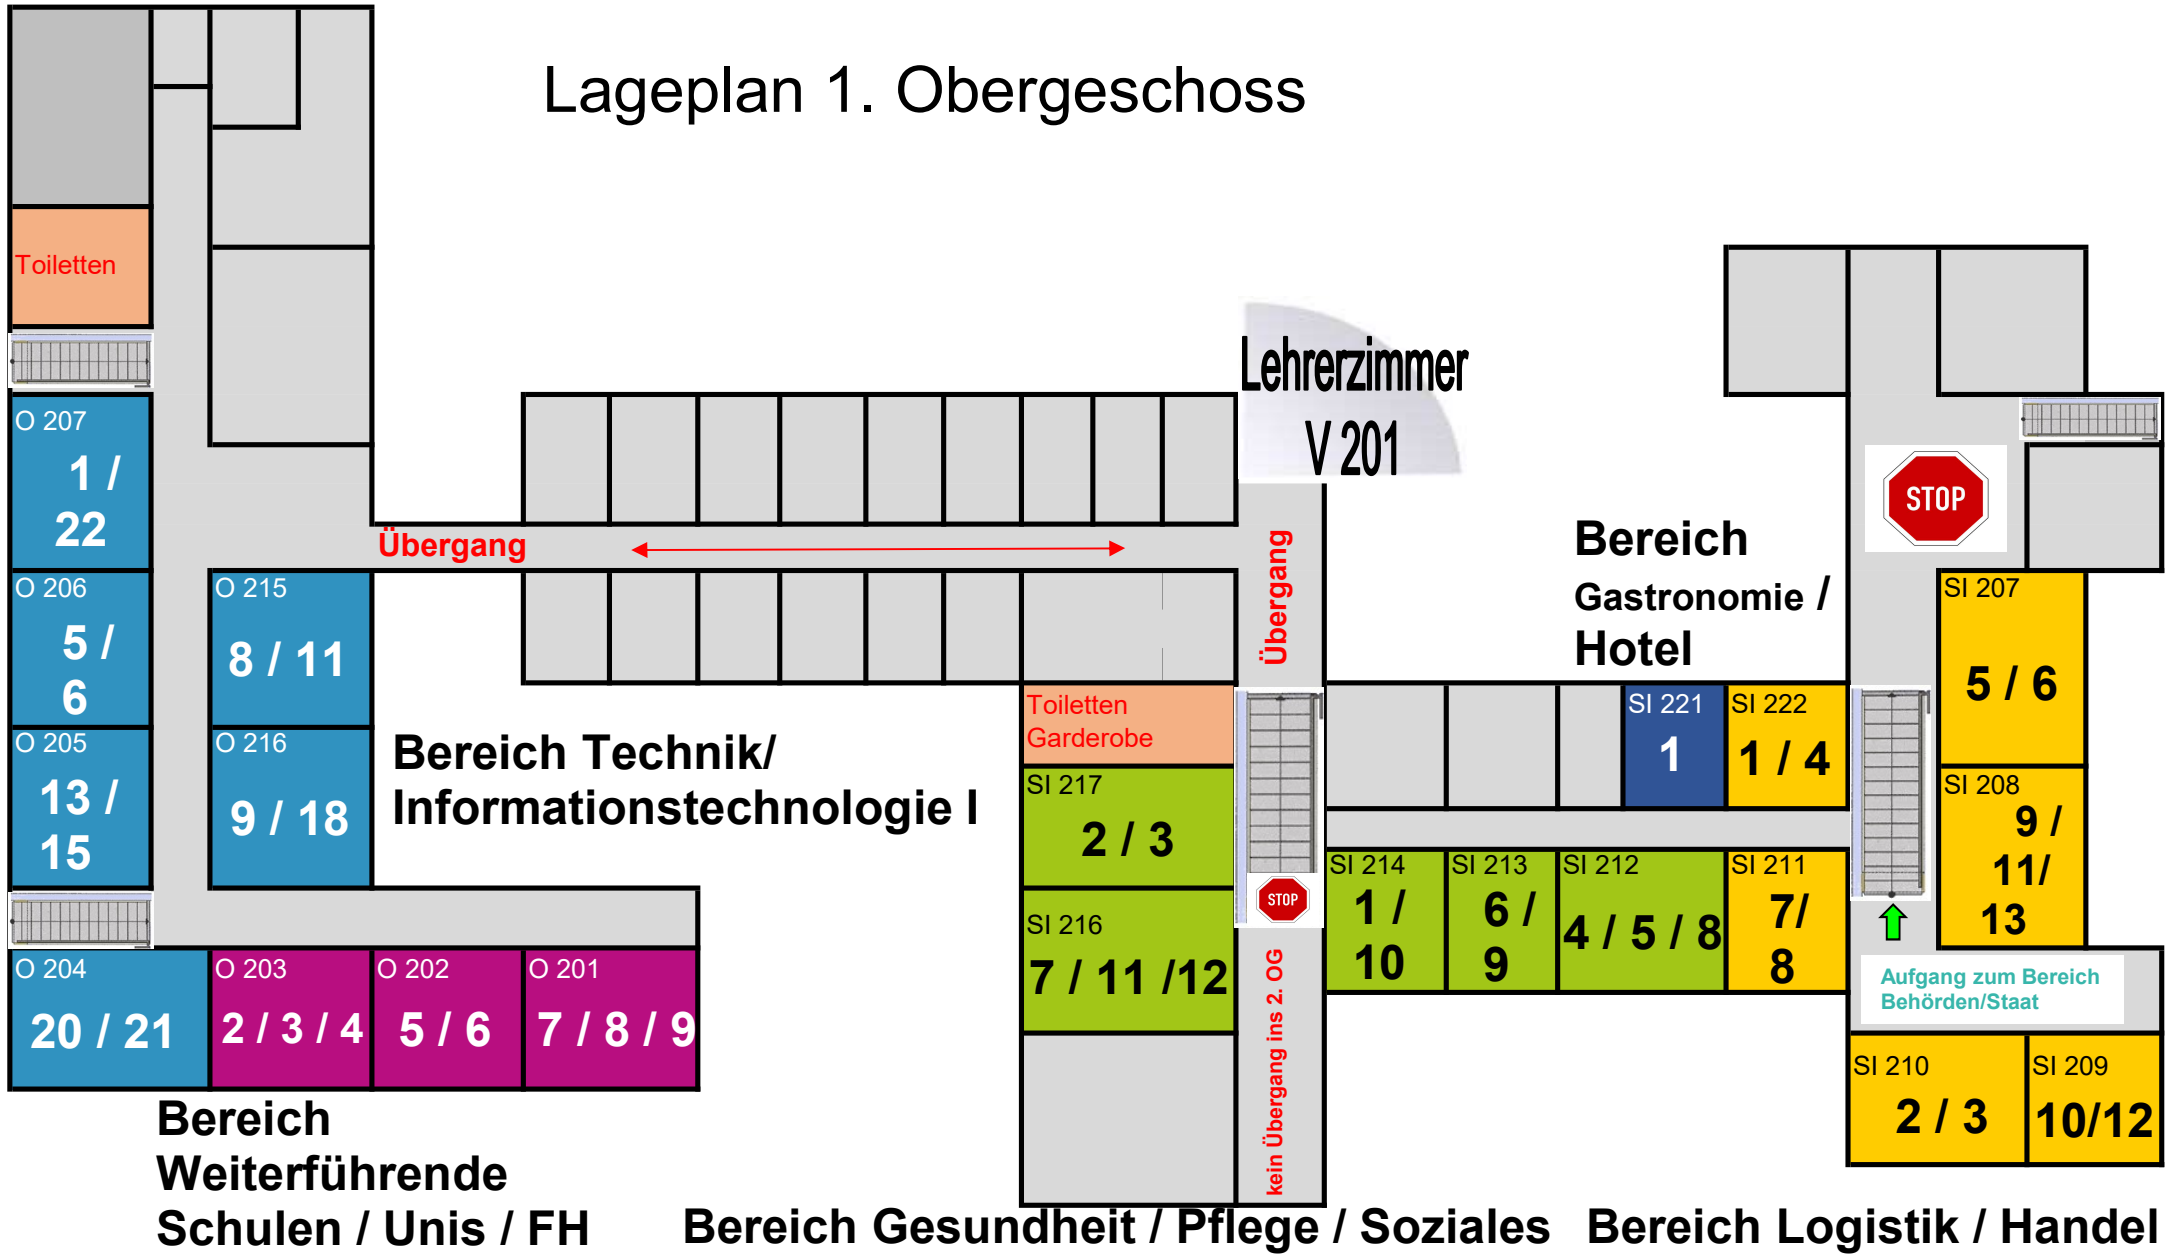 Lageplan 1. Obergeschoss
Toiletten
O 207
1 /
22
O 206
5 /
6
O 205
13 /
15
O 215
8 / 11
O 216
9 / 18
O 204
20 / 21
O 203
2 / 3 / 4
O 202
5 / 6
O 201
7 / 8 / 9
Bereich
Weiterführende
Schulen / Unis / FH
Übergang
Bereich Technik/
Informationstechnologie I
Lehrerzimmer
V 201
Übergang
Toiletten
Garderobe
SI 217
2 / 3
SI 216
7 / 11 /12
STOP
kein Übergang ins 2. OG
Bereich Gesundheit / Pflege / Soziales
Bereich
Gastronomie /
Hotel
SI 221
1
SI 222
1 / 4
SI 214
1 /
10
SI 213
6 /
9
SI 212
4 / 5 / 8
SI 211
7/
8
STOP
SI 207
5 / 6
SI 208
9 /
11/
13
Aufgang zum Bereich
Behörden/Staat
SI 210
2 / 3
SI 209
10/12
Bereich Logistik / Handel